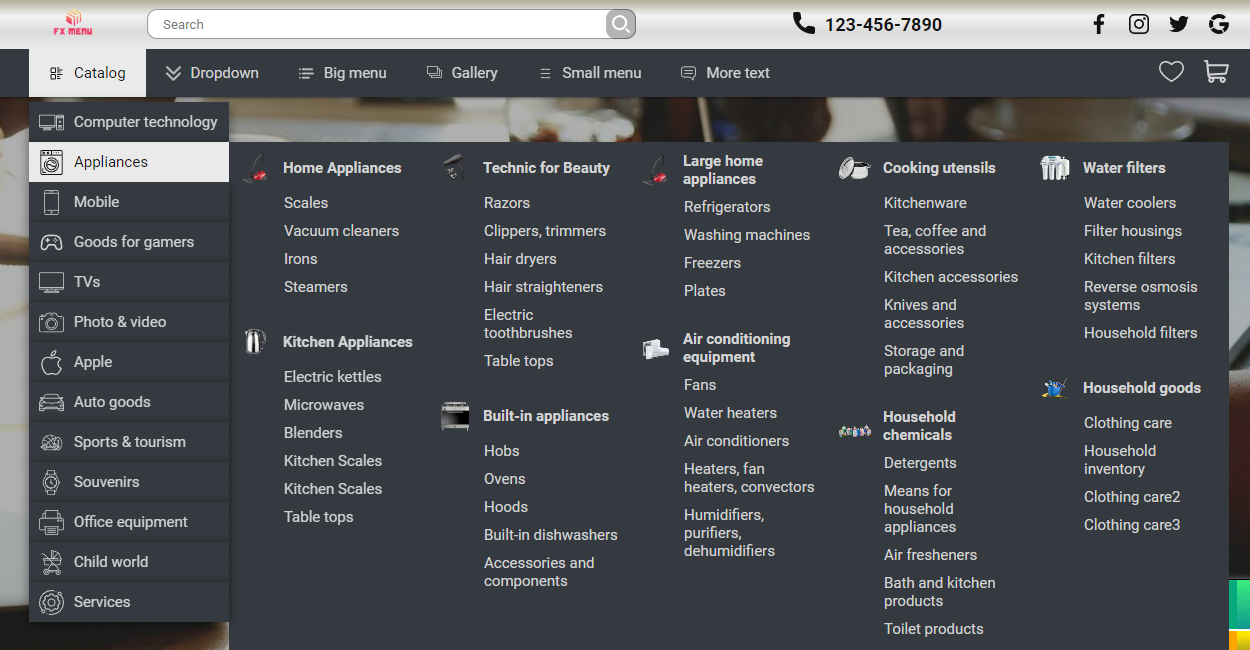 FX MENU
Search
123-456-7890
Catalog
Dropdown
Big menu
Gallery
Small menu
More text
Computer technology
Appliances
Mobile
Goods for gamers
TVs
Photo & video
Apple
Auto goods
Sports & tourism
Souvenirs
Office equipment
Child world
Services
Home Appliances
Scales
Vacuum cleaners
Irons
Steamers
Kitchen Appliances
Electric kettles
Microwaves
Blenders
Kitchen Scales
Kitchen Scales
Table tops
Technic for Beauty
Razors
Clippers, trimmers
Hair dryers
Hair straighteners
Electric
toothbrushes
Table tops
Built-in appliances
Hobs
Ovens
Hoods
Built-in dishwashers
Accessories and
components
Large home
appliances
Refrigerators
Washing machines
Freezers
Plates
Air conditioning
equipment
Fans
Water heaters
Air conditioners
Heaters, fan
heaters, convectors
Humidifiers,
purifiers,
dehumidifiers
Cooking utensils
Kitchenware
Tea, coffee and
accessories
Kitchen accessories
Knives and
accessories
Storage and
packaging
Household
chemicals
Detergents
Means for
household
appliances
Air fresheners
Bath and kitchen
products
Toilet products
Water filters
Water coolers
Filter housings
Kitchen filters
Reverse osmosis
systems
Household filters
Household goods
Clothing care
Household
inventory
Clothing care2
Clothing care3